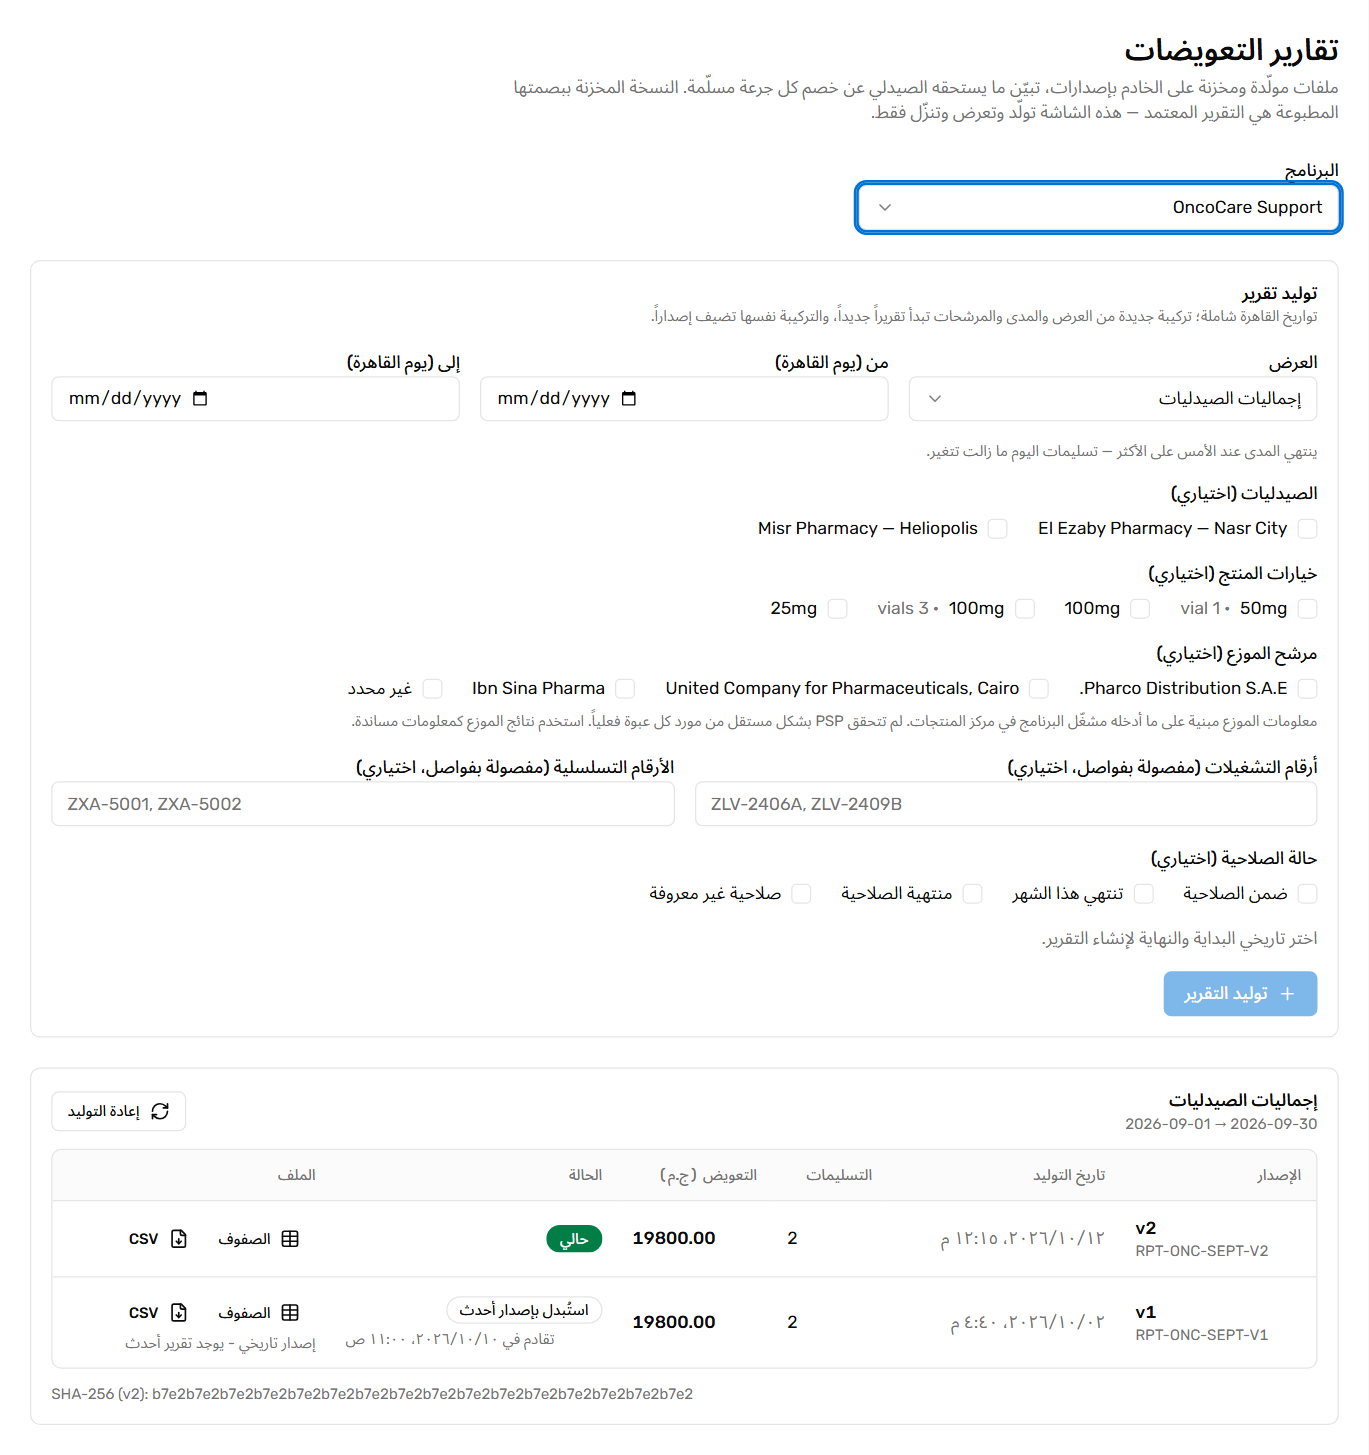 تقارير التعويضات
ملفات مولّدة ومخزنة على الخادم بإصدارات، تبيّن ما يستحقه الصيدلي عن خصم كل جرعة مسلّمة. النسخة المخزنة ببصمتها
المطبوعة هي التقرير المعتمد — هذه الشاشة تولّد وتعرض وتنزّل فقط.
البرنامج
OncoCare Support
توليد تقرير
تواريخ القاهرة شاملة؛ تركيبة جديدة من العرض والمدى والمرشحات تبدأ تقريراً جديداً، والتركيبة نفسها تضيف إصداراً.
العرض
من (يوم القاهرة)
إلى (يوم القاهرة)
إجماليات الصيدليات
mm/dd/yyyy
mm/dd/yyyy
ينتهي المدى عند الأمس على الأكثر — تسليمات اليوم ما زالت تتغير.
الصيدليات (اختياري)
El Ezaby Pharmacy — Nasr City
Misr Pharmacy — Heliopolis
خيارات المنتج (اختياري)
50mg • 1 vial
100mg
100mg • 3 vials
25mg
مرشح الموزع (اختياري)
Pharco Distribution S.A.E.
United Company for Pharmaceuticals, Cairo
Ibn Sina Pharma
غير محدد
معلومات الموزع مبنية على ما أدخله مشغّل البرنامج في مركز المنتجات. لم تتحقق PSP بشكل مستقل من مورد كل عبوة فعلياً. استخدم نتائج الموزع كمعلومات مساندة.
أرقام التشغيلات (مفصولة بفواصل، اختياري)
الأرقام التسلسلية (مفصولة بفواصل، اختياري)
ZLV-2406A, ZLV-2409B
ZXA-5001, ZXA-5002
حالة الصلاحية (اختياري)
ضمن الصلاحية
تنتهي هذا الشهر
منتهية الصلاحية
صلاحية غير معروفة
اختر تاريخي البداية والنهاية لإنشاء التقرير.
توليد التقرير
إجماليات الصيدليات
2026-09-01 → 2026-09-30
إعادة التوليد
الإصدار تاريخ التوليد التسليمات التعويض (ج.م) الحالة الملف
v2
RPT-ONC-SEPT-V2
١٢‏/١٠‏/٢٠٢٦، ١٢:١٥ م
2
19800.00
حالي
الصفوف
CSV
v1
RPT-ONC-SEPT-V1
٠٢‏/١٠‏/٢٠٢٦، ٤:٤٠ م
2
19800.00
استُبدل بإصدار أحدث
تقادم في ١٠‏/١٠‏/٢٠٢٦، ١١:٠٠ ص
الصفوف
CSV
إصدار تاريخي - يوجد تقرير أحدث
SHA-256 (v2): b7e2b7e2b7e2b7e2b7e2b7e2b7e2b7e2b7e2b7e2b7e2b7e2b7e2b7e2b7e2b7e2